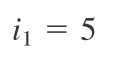 i₁ = 5